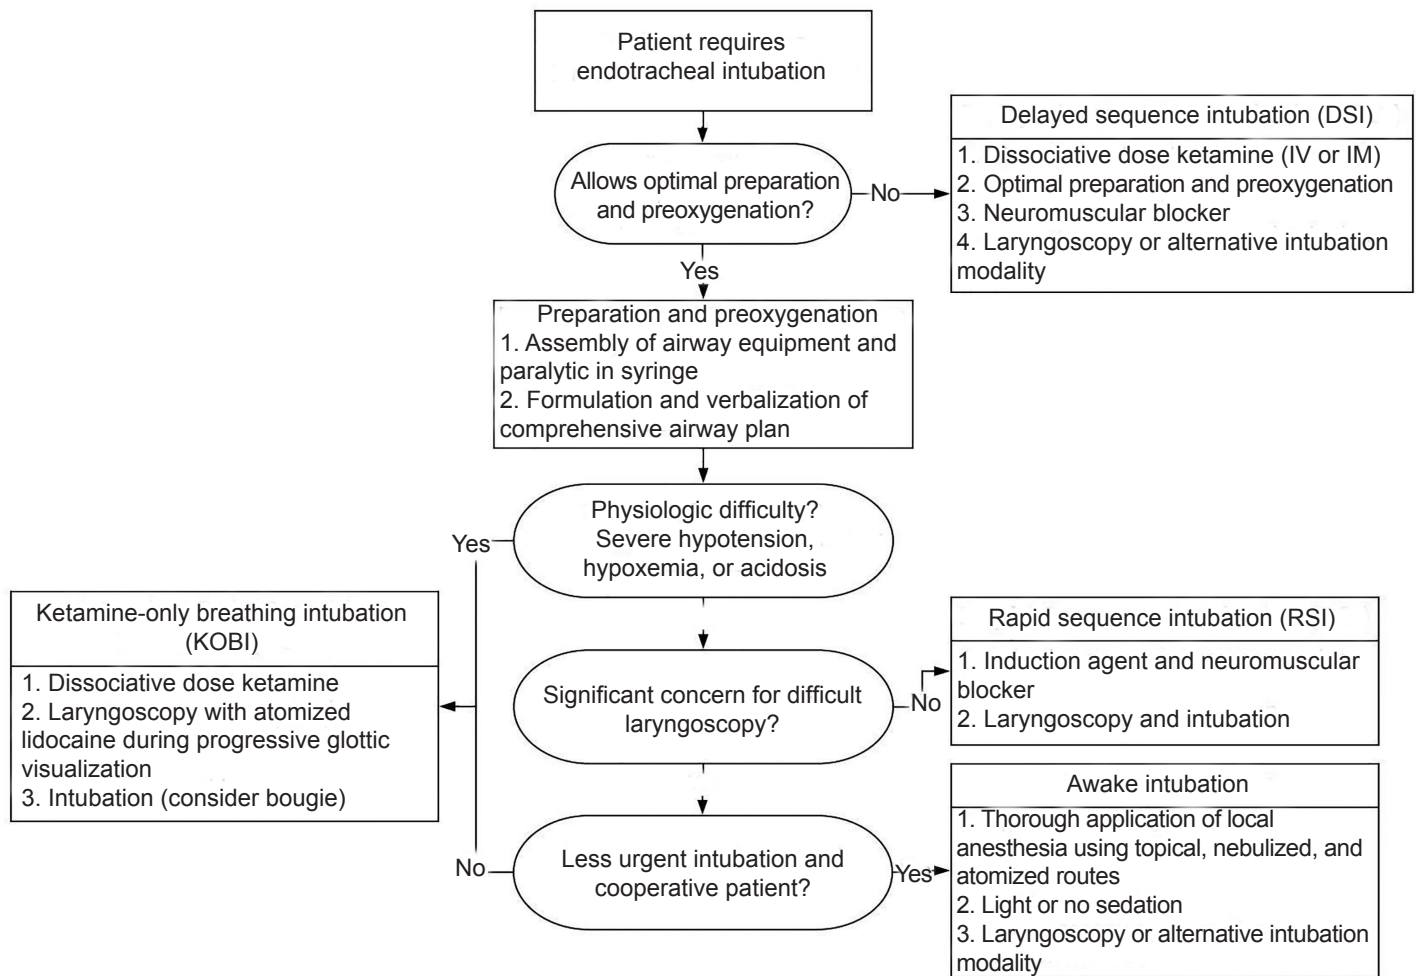 Patient requires
endotracheal intubation
Allows optimal preparation
and preoxygenation?
No
Delayed sequence intubation (DSI)
1. Dissociative dose ketamine (IV or IM)
2. Optimal preparation and preoxygenation
3. Neuromuscular blocker
4. Laryngoscopy or alternative intubation
modality
Yes
Preparation and preoxygenation
1. Assembly of airway equipment and
paralytic in syringe
2. Formulation and verbalization of
comprehensive airway plan
Physiologic difficulty?
Severe hypotension,
hypoxemia, or acidosis
Yes
Ketamine-only breathing intubation
(KOBI)
1. Dissociative dose ketamine
2. Laryngoscopy with atomized
lidocaine during progressive glottic
visualization
3. Intubation (consider bougie)
Significant concern for difficult
laryngoscopy?
No
Rapid sequence intubation (RSI)
1. Induction agent and neuromuscular
blocker
2. Laryngoscopy and intubation
Less urgent intubation and
cooperative patient?
No
Yes
Awake intubation
1. Thorough application of local
anesthesia using topical, nebulized, and
atomized routes
2. Light or no sedation
3. Laryngoscopy or alternative intubation
modality